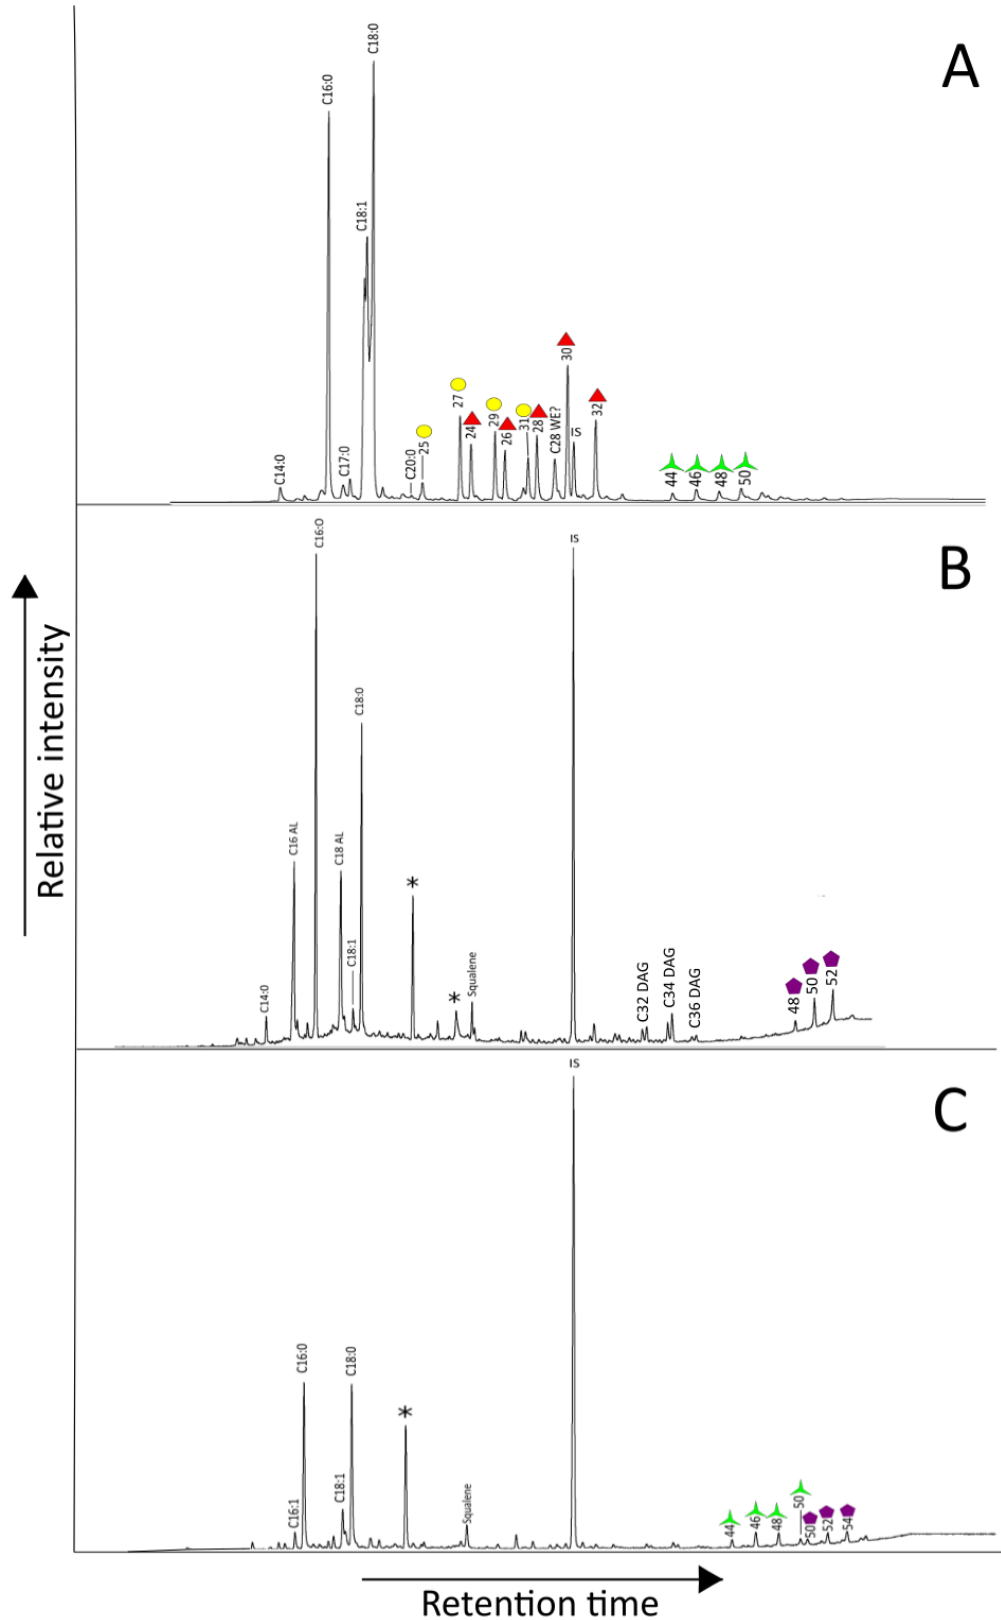 A
C14:0
C16:0
C17:0
C18:1
C18:0
C20:0
25
27
24
29
26
31
28
C28 WE?
30
IS
32
44
46
48
50
B
C14:0
C16 AL
C16:O
C18 AL
C18:1
C18:0
*
*
Squalene
IS
C32 DAG
C34 DAG
C36 DAG
48
50
52
C
C16:1
C16:0
C18:1
C18:0
*
Squalene
IS
44
46
48
50
50
52
54
Relative intensity
Retention time